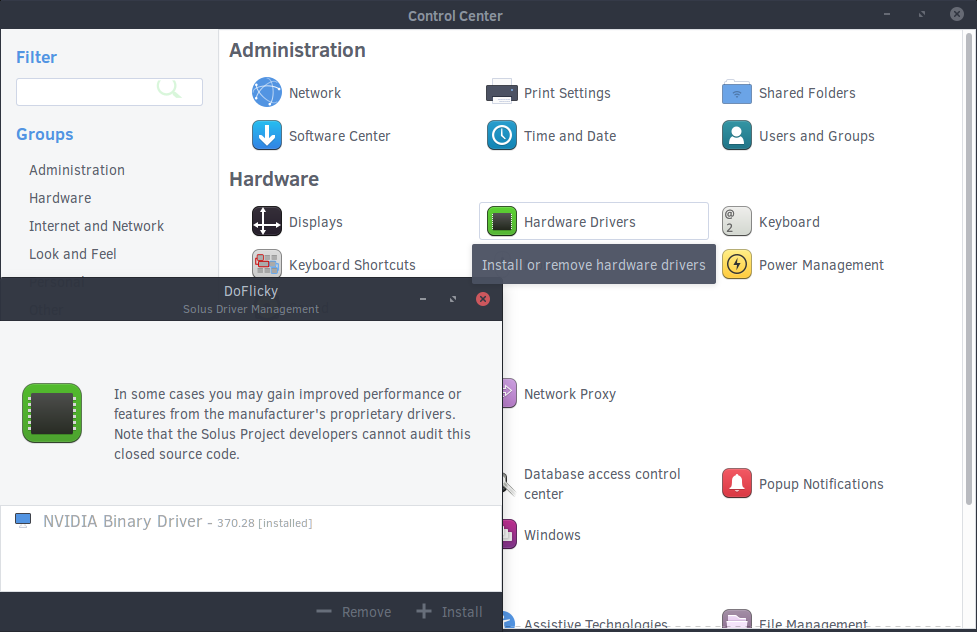 Control Center
Filter
Groups
Administration
Hardware
Internet and Network
Look and Feel
Administration
Network
Print Settings
Shared Folders
Software Center
Time and Date
Users and Groups
Hardware
Displays
Hardware Drivers
@
2
Keyboard
Keyboard Shortcuts
Install or remove hardware drivers
Power Management
Network Proxy
Database access control
center
Popup Notifications
Windows
Assistive Technologies
File Management
DoFlicky
Solus Driver Management
In some cases you may gain improved performance or
features from the manufacturer's proprietary drivers.
Note that the Solus Project developers cannot audit this
closed source code.
NVIDIA Binary Driver - 370.28 [installed]
Remove
Install